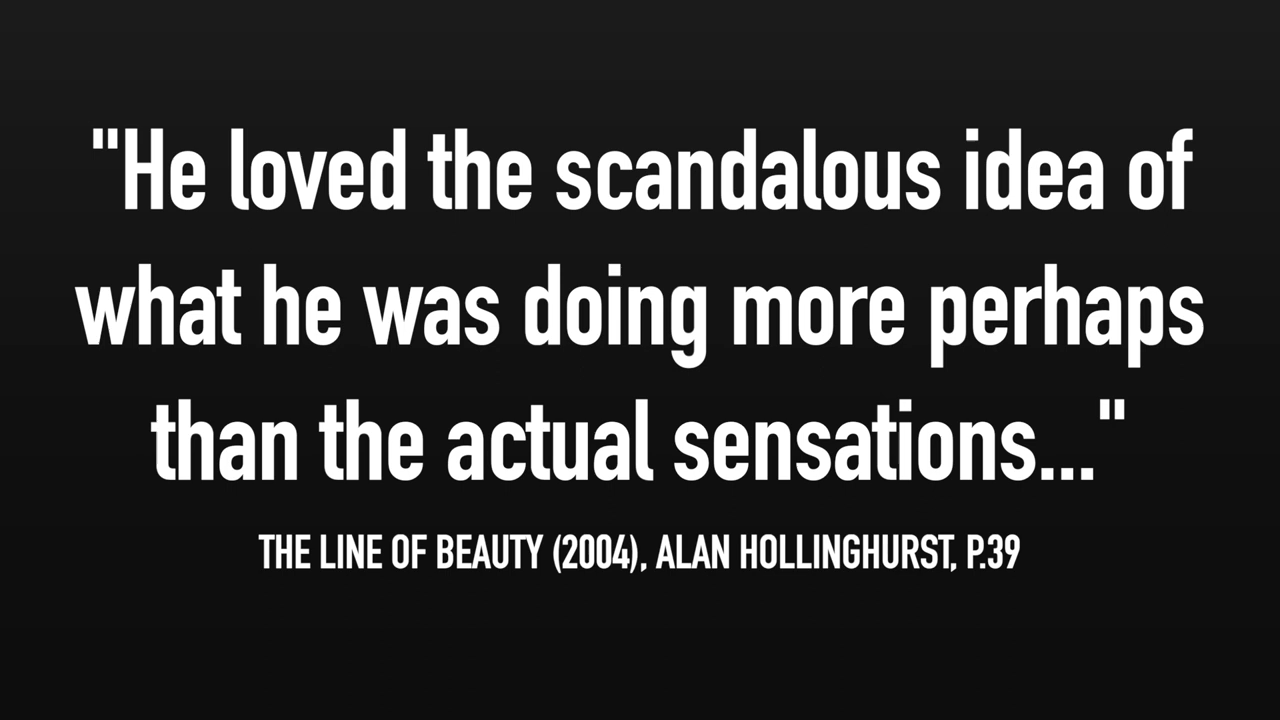 "He loved the scandalous idea of
what he was doing more perhaps
than the actual sensations..."
THE LINE OF BEAUTY (2004), ALAN HOLLINGHURST, P.39